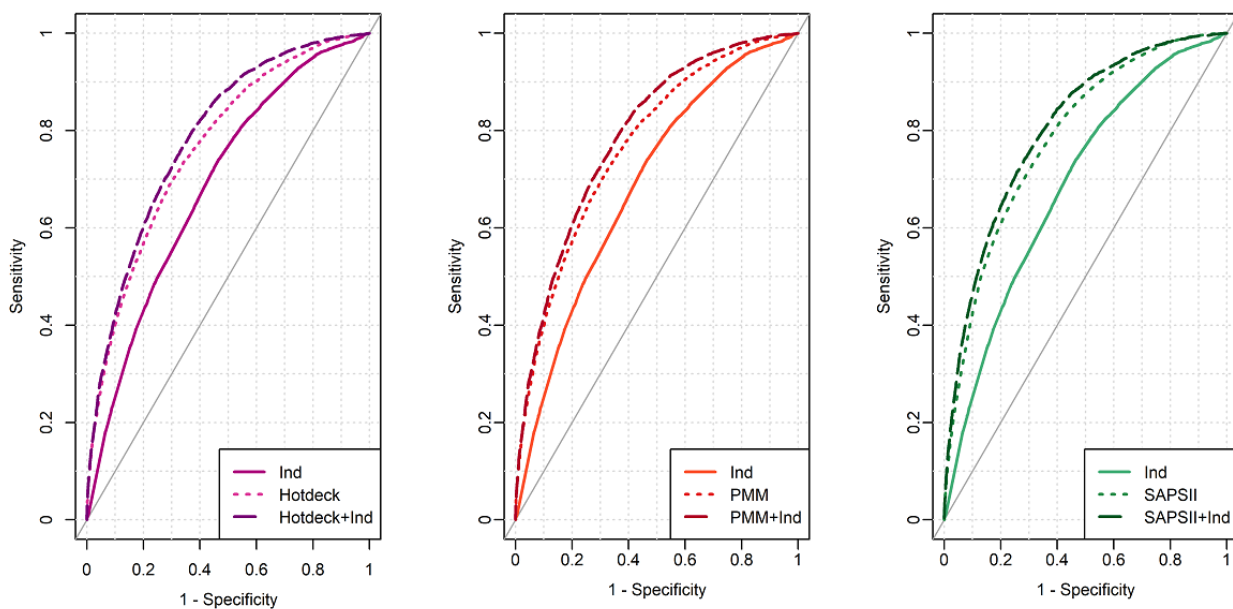 Sensitivity
1
0.8
0.6
0.4
0.2
0
Ind
Hotdeck
Hotdeck+Ind
0 0.2 0.4 0.6 0.8 1
1 - Specificity
Sensitivity
1
0.8
0.6
0.4
0.2
0
Ind
PMM
PMM+Ind
0 0.2 0.4 0.6 0.8 1
1 - Specificity
Sensitivity
1
0.8
0.6
0.4
0.2
0
Ind
SAPSII
SAPSII+Ind
0 0.2 0.4 0.6 0.8 1
1 - Specificity